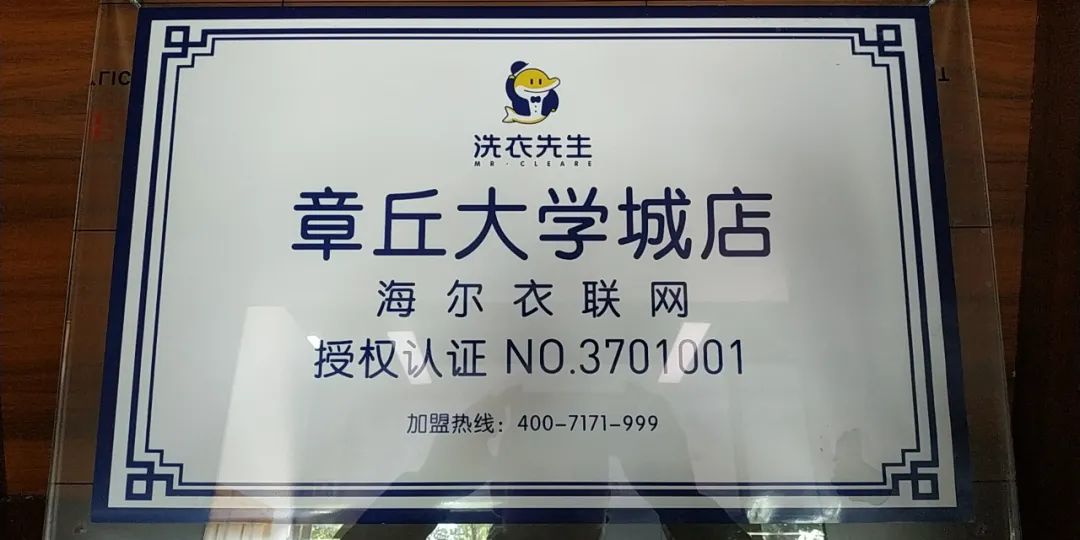 洗衣先生
MR·CLEARE
章丘大学城店
海尔衣联网
授权认证 NO.3701001
加盟热线：400-7171-999